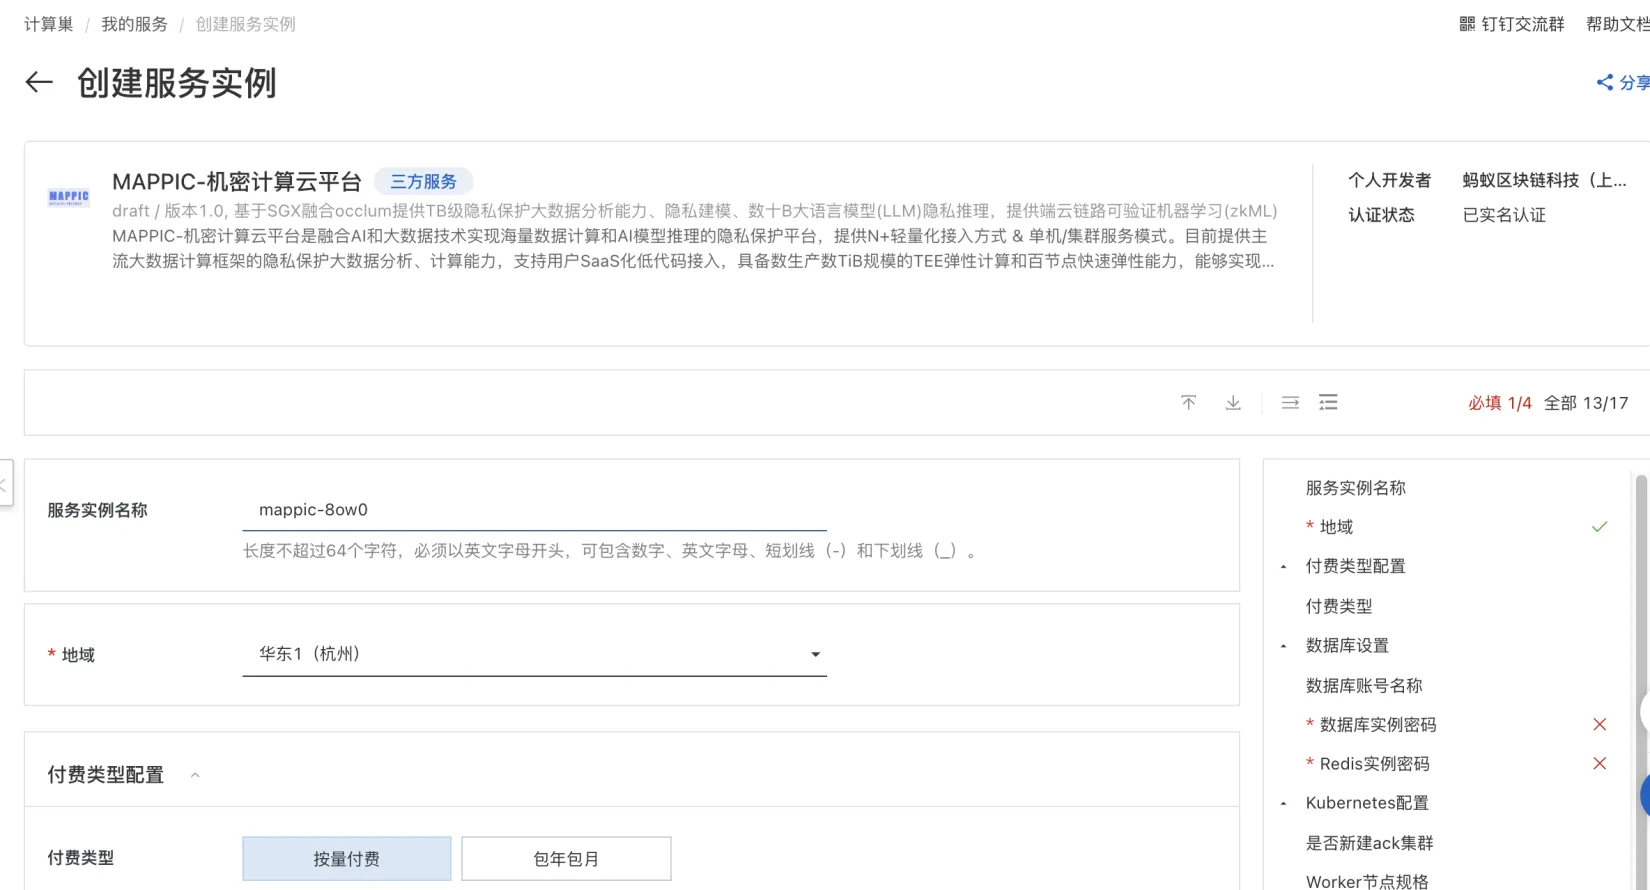 计算巢 / 我的服务 / 创建服务实例
钉钉交流群 帮助文档
← 创建服务实例
分享
MAPPIC
MAPPIC-机密计算云平台 三方服务
draft / 版本1.0, 基于SGX融合occlum提供TB级隐私保护大数据分析能力、隐私建模、数十B大语言模型(LLM)隐私推理，提供端云链路可验证机器学习(zkML)
MAPPIC-机密计算云平台是融合AI和大数据技术实现海量数据计算和AI模型推理的隐私保护平台，提供N+轻量化接入方式 & 单机/集群服务模式。目前提供主
流大数据计算框架的隐私保护大数据分析、计算能力，支持用户SaaS化低代码接入，具备数生产数TiB规模的TEE弹性计算和百节点快速弹性能力，能够实现...
个人开发者 蚂蚁区块链科技（上...
认证状态 已实名认证
必填 1/4 全部 13/17
服务实例名称 mappic-8ow0
长度不超过64个字符，必须以英文字母开头，可包含数字、英文字母、短划线（-）和下划线（_）。
* 地域 华东1（杭州）
付费类型配置
付费类型 按量付费 包年包月
服务实例名称
* 地域
付费类型配置
付费类型
数据库设置
数据库账号名称
* 数据库实例密码
* Redis实例密码
Kubernetes配置
是否新建ack集群
Worker节点规格